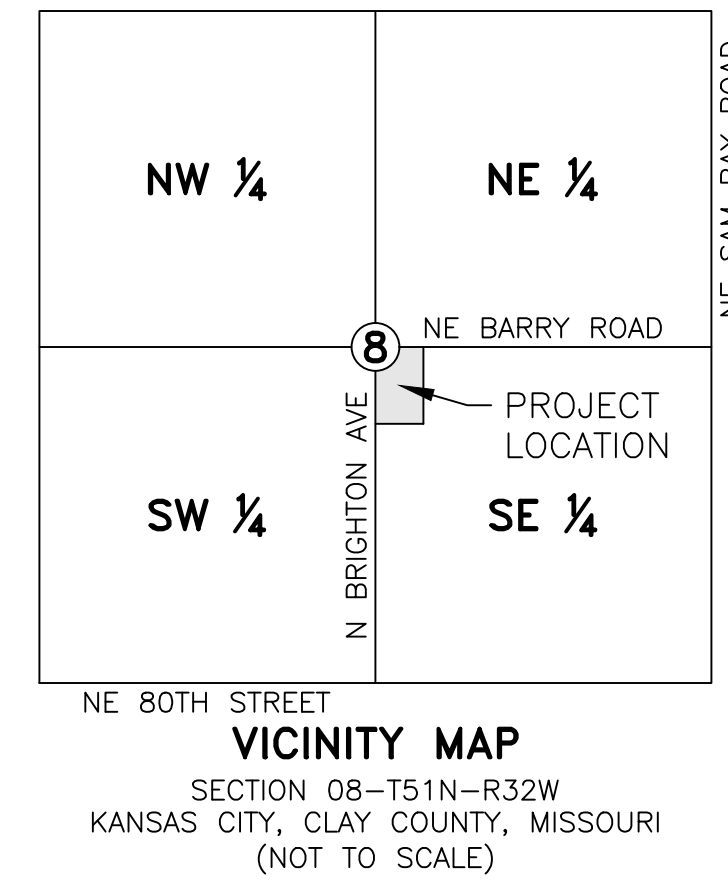 NW ¼
NE ¼
NE SAM RAY ROAD
NE BARRY ROAD
8
N BRIGHTON AVE
PROJECT
LOCATION
SW ¼
SE ¼
NE 80TH STREET
VICINITY MAP
SECTION 08-T51N-R32W
KANSAS CITY, CLAY COUNTY, MISSOURI
(NOT TO SCALE)